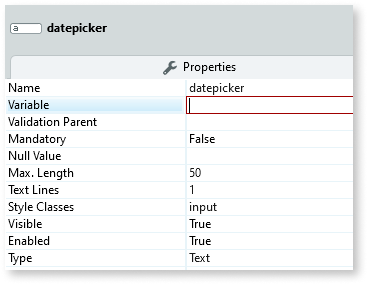 a datepicker
Properties
Name datepicker
Variable
Validation Parent
Mandatory False
Null Value
Max. Length 50
Text Lines 1
Style Classes input
Visible True
Enabled True
Type Text